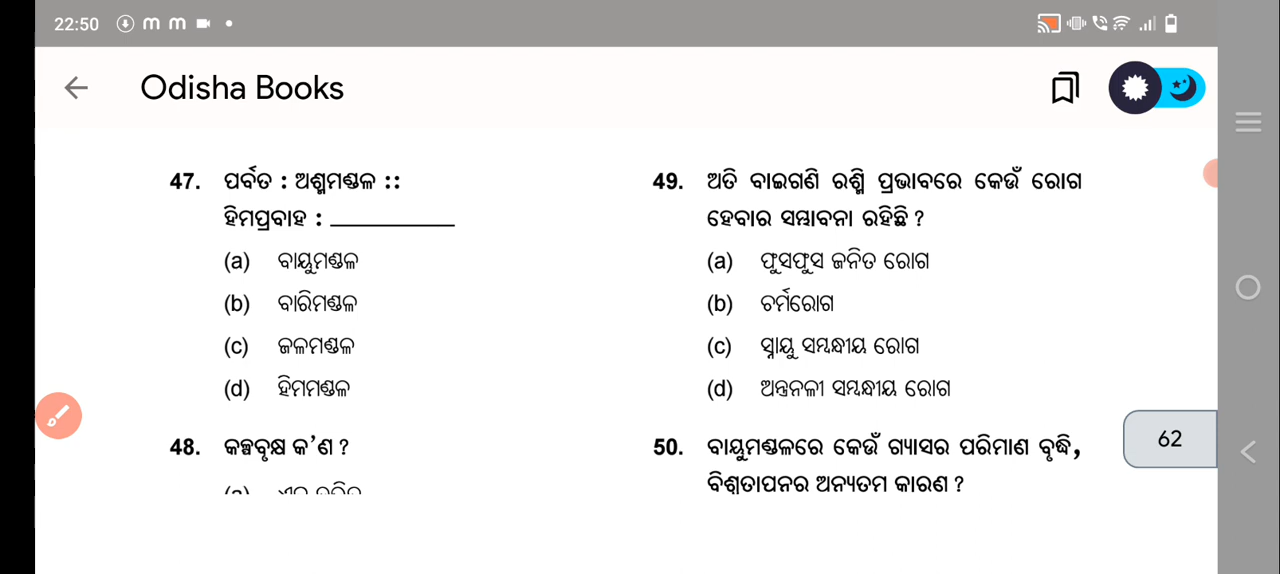 22:50
Odisha Books
47. ପର୍ବତ : ଅଶ୍ମମଣ୍ଡଳ ::
ହିମପ୍ରବାହ : ____________
(a) ବାୟୁମଣ୍ଡଳ
(b) ବାରିମଣ୍ଡଳ
(c) ଜଳମଣ୍ଡଳ
(d) ହିମମଣ୍ଡଳ
48. କଳ୍ପବୃକ୍ଷ କ'ଣ ?
49. ଅତି ବାଇଗଣି ରଶ୍ମି ପ୍ରଭାବରେ କେଉଁ ରୋଗ
ହେବାର ସମ୍ଭାବନା ରହିଛି ?
(a) ଫୁସଫୁସ ଜନିତ ରୋଗ
(b) ଚର୍ମରୋଗ
(c) ସ୍ନାୟୁ ସମ୍ବନ୍ଧୀୟ ରୋଗ
(d) ଅନ୍ତନଳୀ ସମ୍ବନ୍ଧୀୟ ରୋଗ
50. ବାୟୁମଣ୍ଡଳରେ କେଉଁ ଗ୍ୟାସର ପରିମାଣ ବୃଦ୍ଧି,
ବିଶ୍ୱତାପନର ଅନ୍ୟତମ କାରଣ ?
62